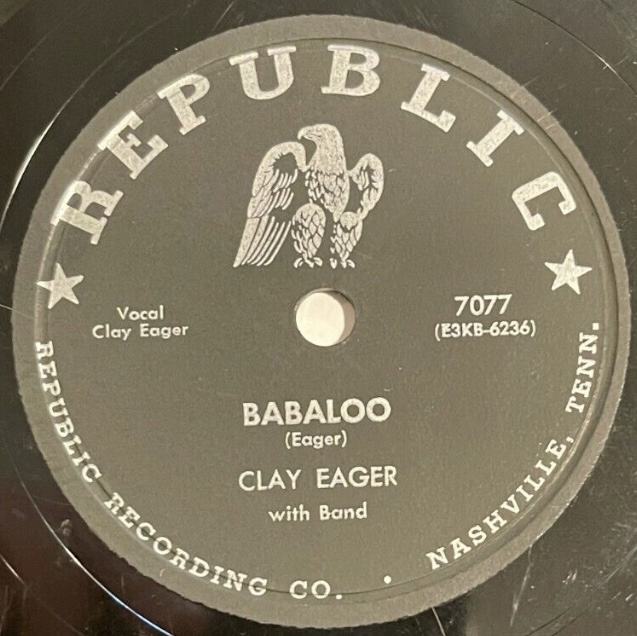 REPUBLIC
Vocal
Clay Eager
7077
(E3KB-6236)
BABALOO
(Eager)
CLAY EAGER
with Band
REPUBLIC RECORDING CO. • NASHVILLE, TENN.